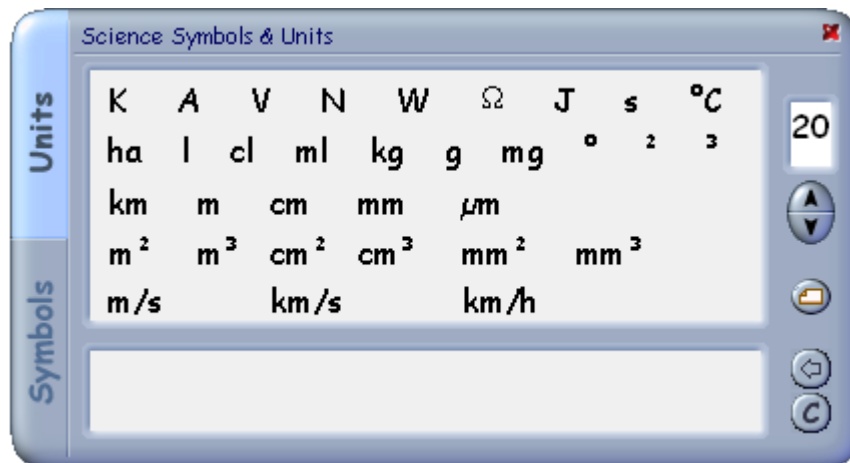 Science Symbols & Units
Units
Symbols
K A V N W Ω J s °C
ha l cl ml kg g mg ° ² ³
km m cm mm µm
m² m³ cm² cm³ mm² mm³
m/s km/s km/h
20
C